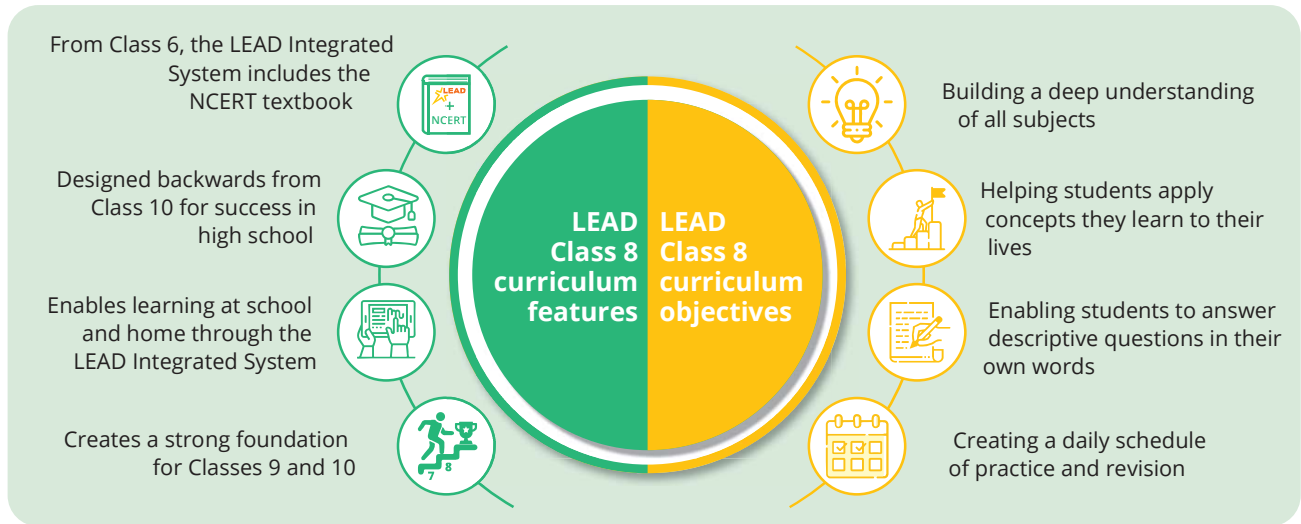 From Class 6, the LEAD Integrated
System includes the
NCERT textbook
LEAD
+
NCERT
Designed backwards from
Class 10 for success in
high school
Enables learning at school
and home through the
LEAD Integrated System
Creates a strong foundation
for Classes 9 and 10
7
8
LEAD
Class 8
curriculum
features
LEAD
Class 8
curriculum
objectives
Building a deep understanding
of all subjects
Helping students apply
concepts they learn to their
lives
Enabling students to answer
descriptive questions in their
own words
Creating a daily schedule
of practice and revision